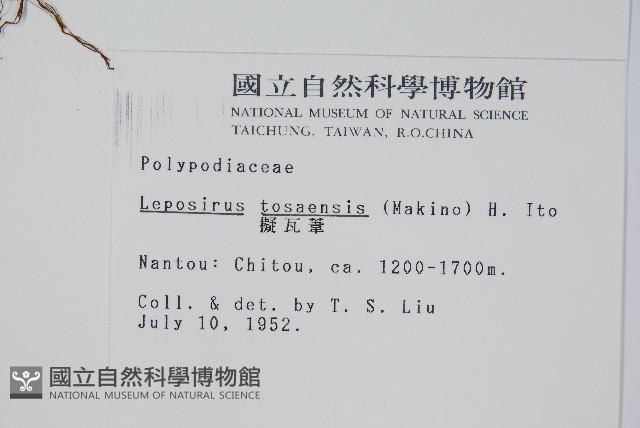 國立自然科學博物館
NATIONAL MUSEUM OF NATURAL SCIENCE
TAICHUNG, TAIWAN, R.O.CHINA
Polypodiaceae
Leposirus tosaensis (Makino) H. Ito
擬瓦葦
Nantou: Chitou, ca. 1200-1700m.
Coll. & det. by T. S. Liu
July 10, 1952.
國立自然科學博物館
NATIONAL MUSEUM OF NATURAL SCIENCE